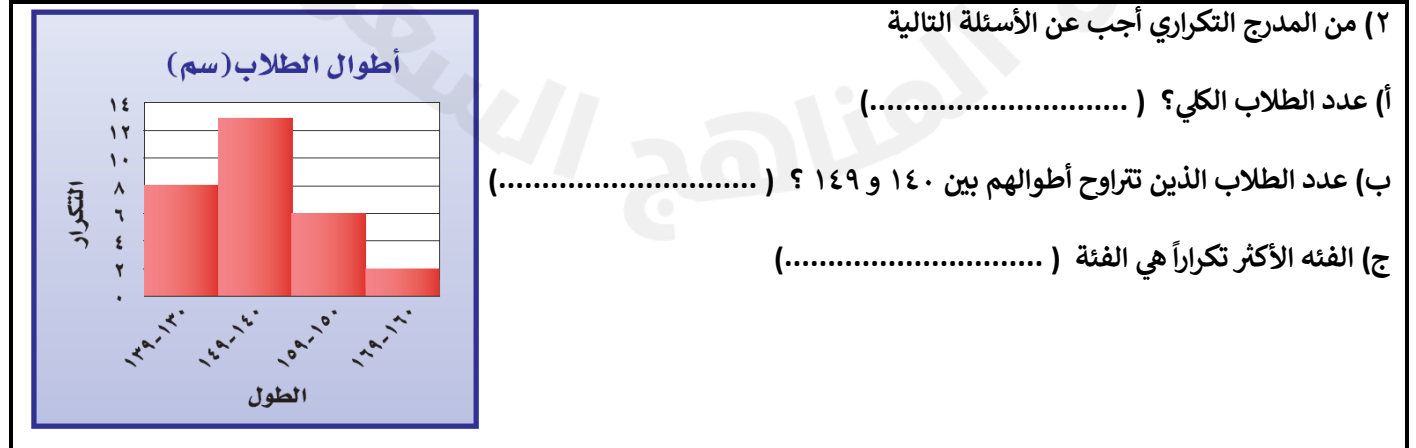 ٢) من المدرج التكراري أجب عن الأسئلة التالية
أ) عدد الطلاب الكلي؟ ( ..............................)
ب) عدد الطلاب الذين تتراوح أطوالهم بين ١٤٠ و ١٤٩ ؟ ( ..............................)
ج) الفئه الأكثر تكراراً هي الفئة ( ..............................)
أطوال الطلاب(سم)
١٤
١٢
١٠
٨
٦
٤
٢
٠
التكرار
١٣٠-١٣٩
١٤٠-١٤٩
١٥٠-١٥٩
١٦٠-١٦٩
الطول
المناهج السعو